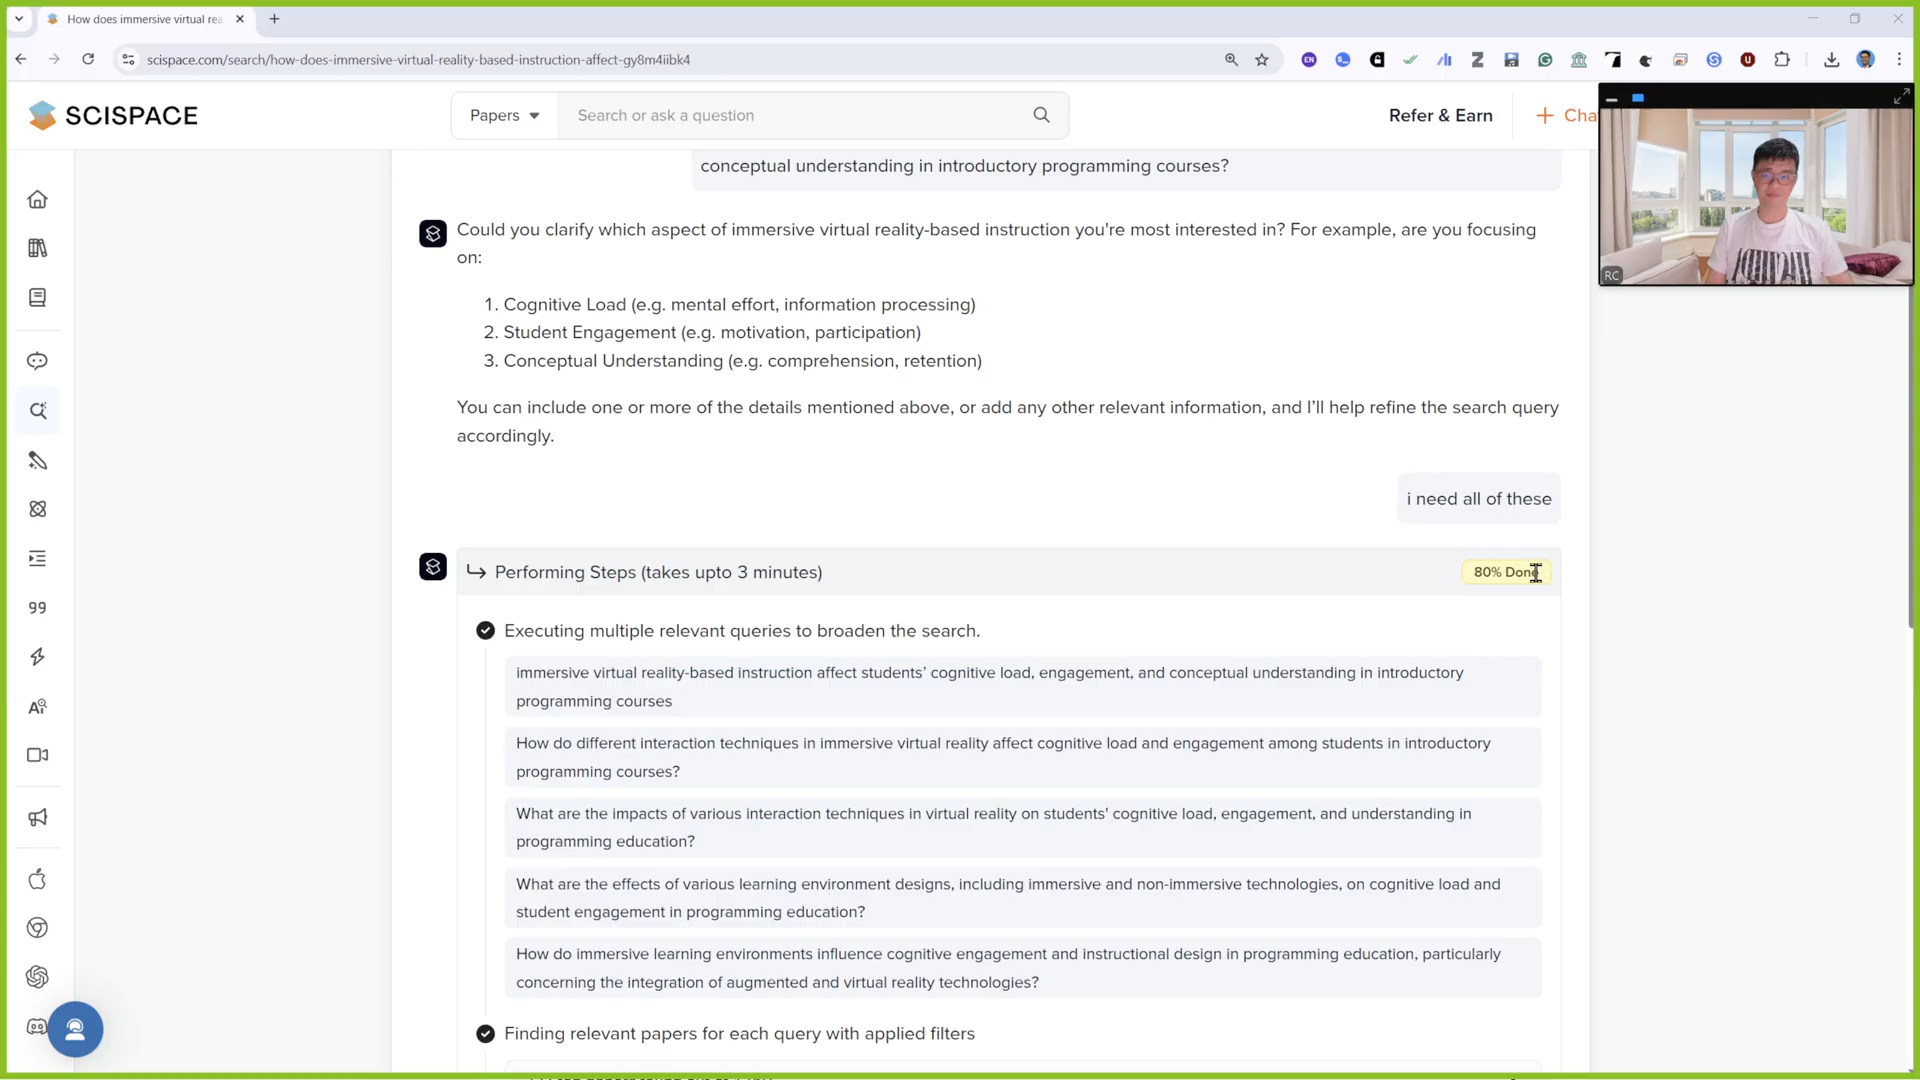 How does immersive virtual rea
scispace.com/search/how-does-immersive-virtual-reality-based-instruction-affect-gy8m4iibk4
SCISPACE
Papers
Search or ask a question
Refer & Earn
Cha
RC
conceptual understanding in introductory programming courses?
Could you clarify which aspect of immersive virtual reality-based instruction you're most interested in? For example, are you focusing
on:
1. Cognitive Load (e.g. mental effort, information processing)
2. Student Engagement (e.g. motivation, participation)
3. Conceptual Understanding (e.g. comprehension, retention)
You can include one or more of the details mentioned above, or add any other relevant information, and I'll help refine the search query
accordingly.
i need all of these
Performing Steps (takes upto 3 minutes)
80% Done
Executing multiple relevant queries to broaden the search.
immersive virtual reality-based instruction affect students' cognitive load, engagement, and conceptual understanding in introductory
programming courses
How do different interaction techniques in immersive virtual reality affect cognitive load and engagement among students in introductory
programming courses?
What are the impacts of various interaction techniques in virtual reality on students' cognitive load, engagement, and understanding in
programming education?
What are the effects of various learning environment designs, including immersive and non-immersive technologies, on cognitive load and
student engagement in programming education?
How do immersive learning environments influence cognitive engagement and instructional design in programming education, particularly
concerning the integration of augmented and virtual reality technologies?
Finding relevant papers for each query with applied filters